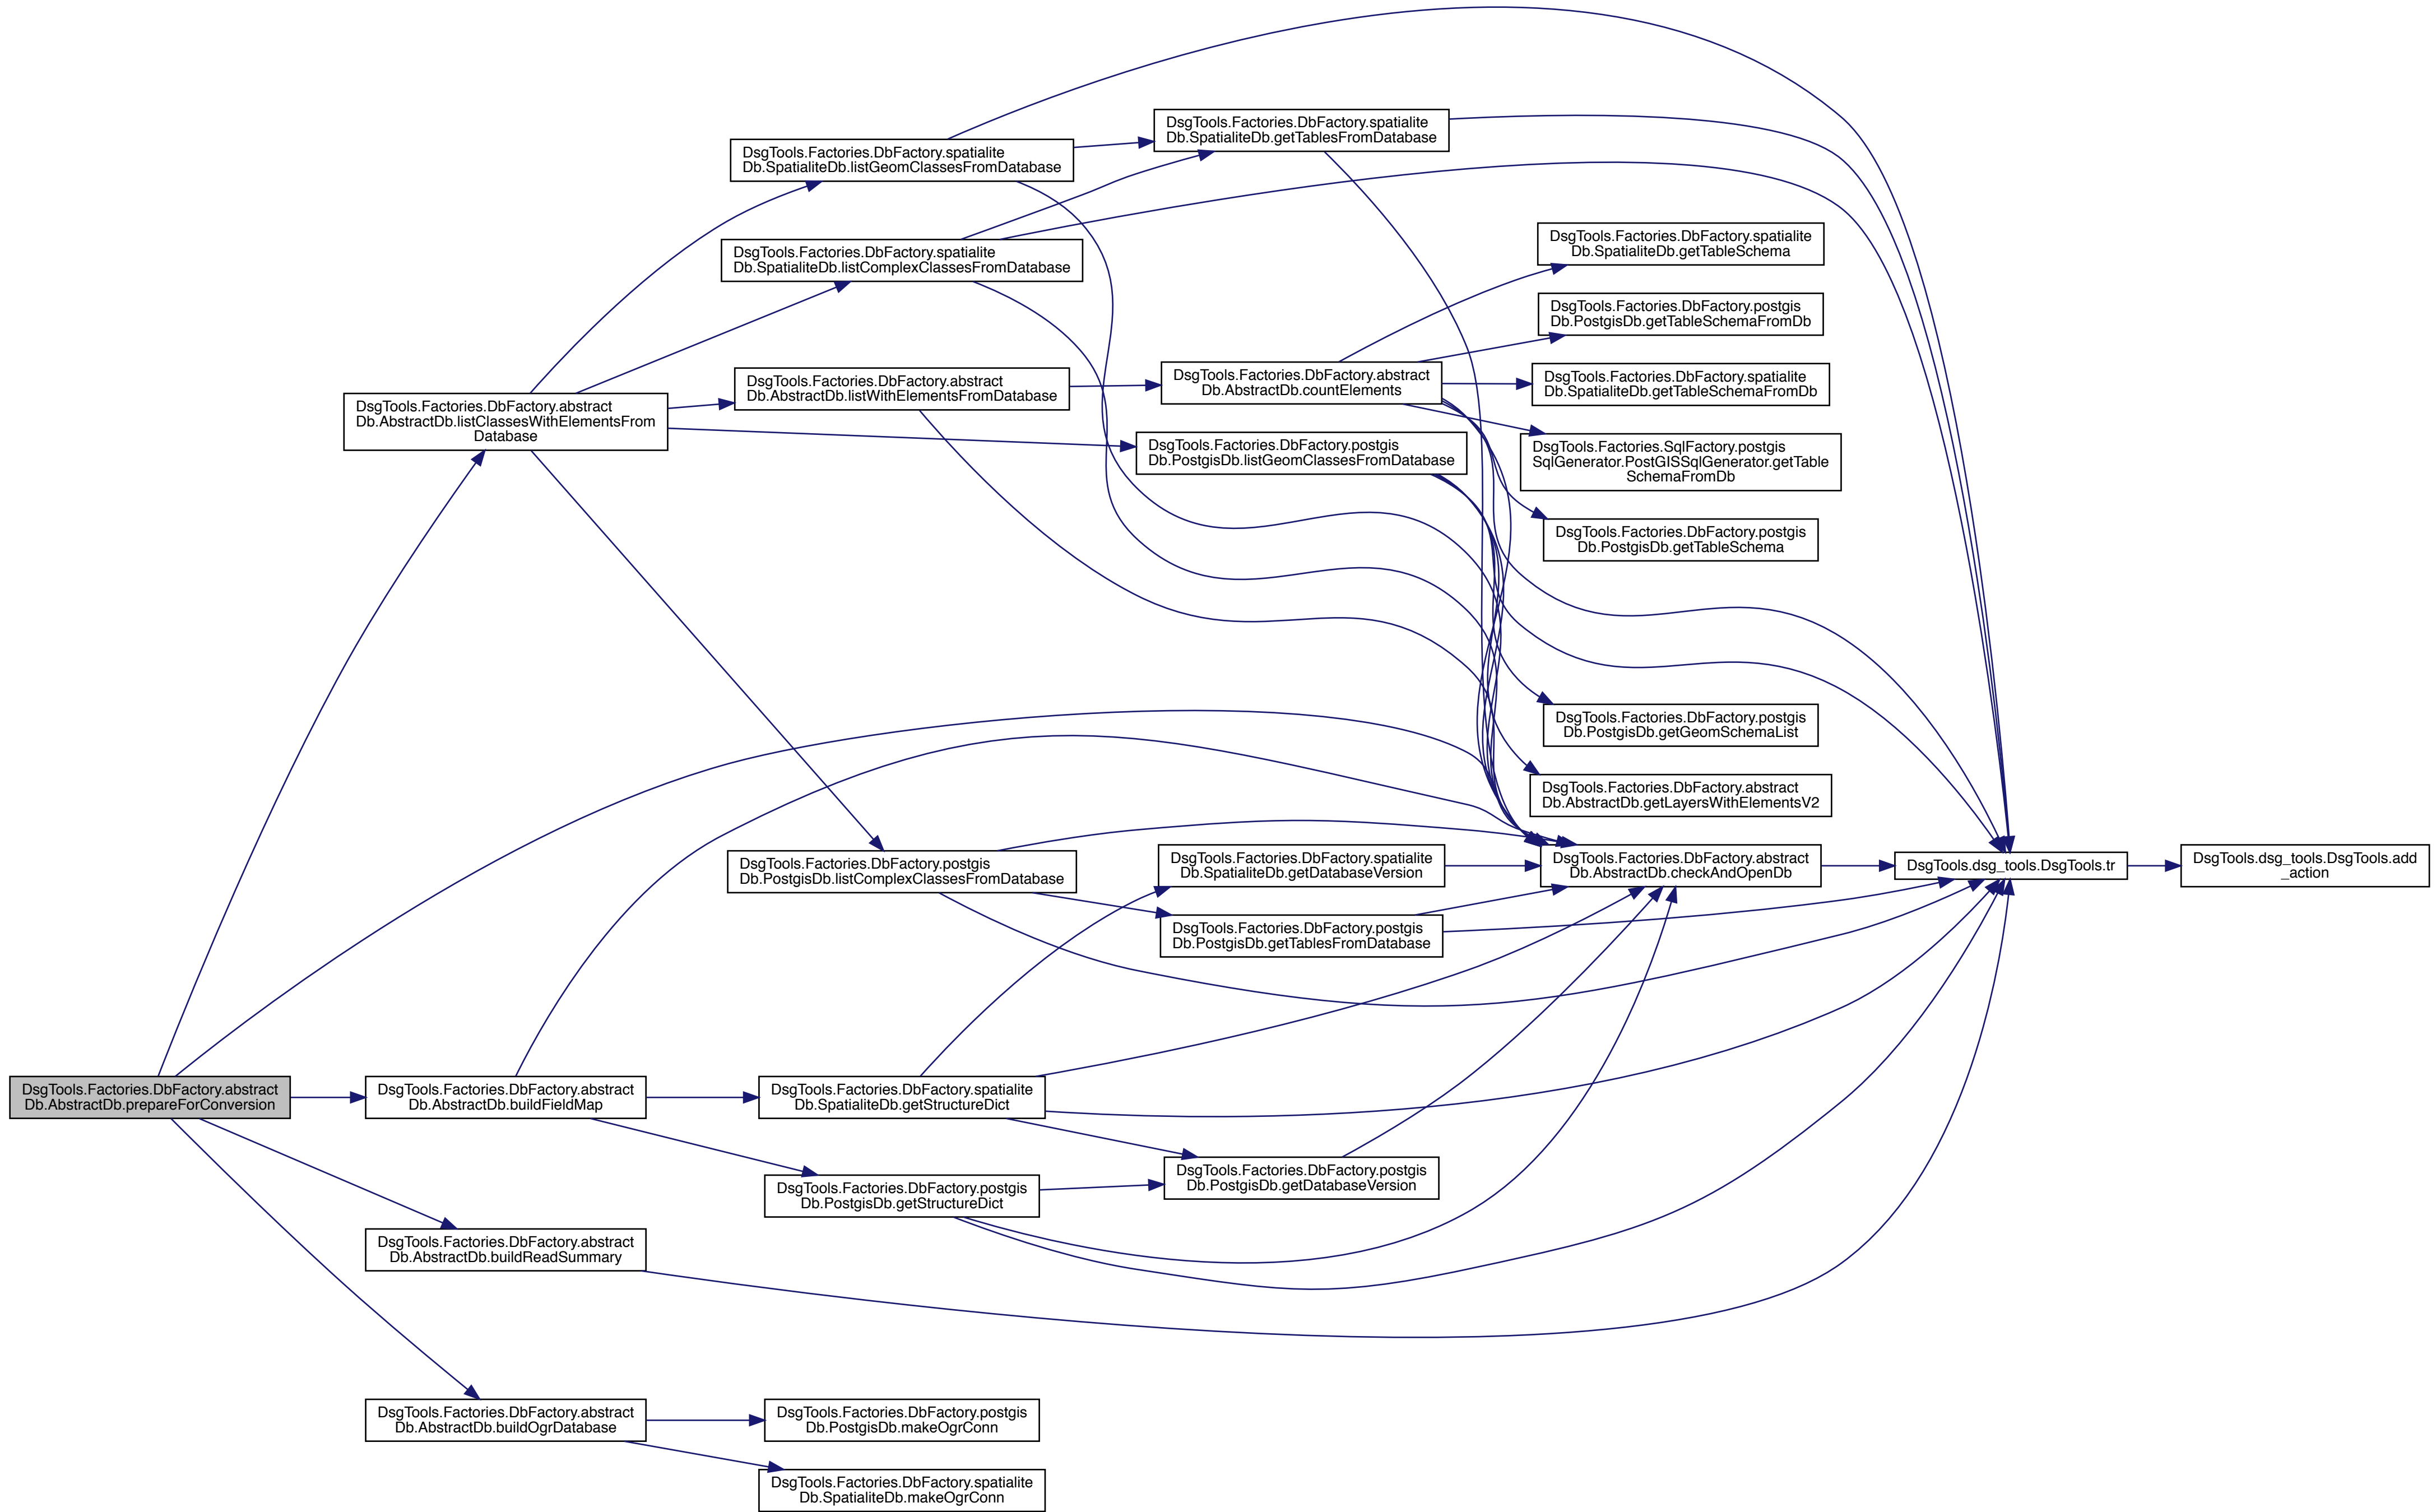 DsgTools.Factories.DbFactory.spatialite
Db.SpatialiteDb.getTablesFromDatabase
DsgTools.Factories.DbFactory.spatialite
Db.SpatialiteDb.listGeomClassesFromDatabase
DsgTools.Factories.DbFactory.spatialite
Db.SpatialiteDb.getTableSchema
DsgTools.Factories.DbFactory.spatialite
Db.SpatialiteDb.listComplexClassesFromDatabase
DsgTools.Factories.DbFactory.postgis
Db.PostgisDb.getTableSchemaFromDb
DsgTools.Factories.DbFactory.abstract
Db.AbstractDb.countElements
DsgTools.Factories.DbFactory.spatialite
Db.SpatialiteDb.getTableSchemaFromDb
DsgTools.Factories.DbFactory.abstract
Db.AbstractDb.listWithElementsFromDatabase
DsgTools.Factories.DbFactory.abstract
Db.AbstractDb.listClassesWithElementsFrom
Database
DsgTools.Factories.DbFactory.postgis
Db.PostgisDb.listGeomClassesFromDatabase
DsgTools.Factories.SqlFactory.postgis
SqlGenerator.PostGISSqlGenerator.getTable
SchemaFromDb
DsgTools.Factories.DbFactory.postgis
Db.PostgisDb.getTableSchema
DsgTools.Factories.DbFactory.postgis
Db.PostgisDb.getGeomSchemaList
DsgTools.Factories.DbFactory.abstract
Db.AbstractDb.getLayersWithElementsV2
DsgTools.Factories.DbFactory.postgis
Db.PostgisDb.listComplexClassesFromDatabase
DsgTools.Factories.DbFactory.spatialite
Db.SpatialiteDb.getDatabaseVersion
DsgTools.Factories.DbFactory.abstract
Db.AbstractDb.checkAndOpenDb
DsgTools.dsg_tools.DsgTools.tr
DsgTools.dsg_tools.DsgTools.add
_action
DsgTools.Factories.DbFactory.postgis
Db.PostgisDb.getTablesFromDatabase
DsgTools.Factories.DbFactory.abstract
Db.AbstractDb.prepareForConversion
DsgTools.Factories.DbFactory.abstract
Db.AbstractDb.buildFieldMap
DsgTools.Factories.DbFactory.spatialite
Db.SpatialiteDb.getStructureDict
DsgTools.Factories.DbFactory.postgis
Db.PostgisDb.getDatabaseVersion
DsgTools.Factories.DbFactory.postgis
Db.PostgisDb.getStructureDict
DsgTools.Factories.DbFactory.abstract
Db.AbstractDb.buildReadSummary
DsgTools.Factories.DbFactory.abstract
Db.AbstractDb.buildOgrDatabase
DsgTools.Factories.DbFactory.postgis
Db.PostgisDb.makeOgrConn
DsgTools.Factories.DbFactory.spatialite
Db.SpatialiteDb.makeOgrConn